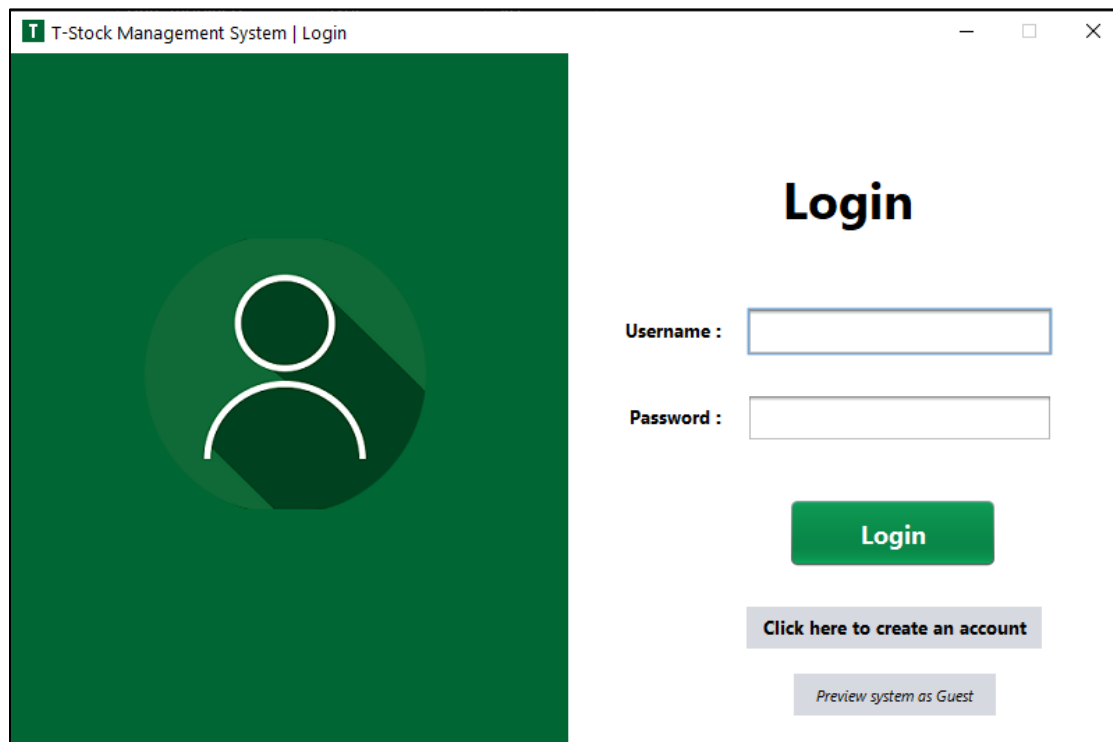 T T-Stock Management System | Login
Login
Username :
Password :
Login
Click here to create an account
Preview system as Guest